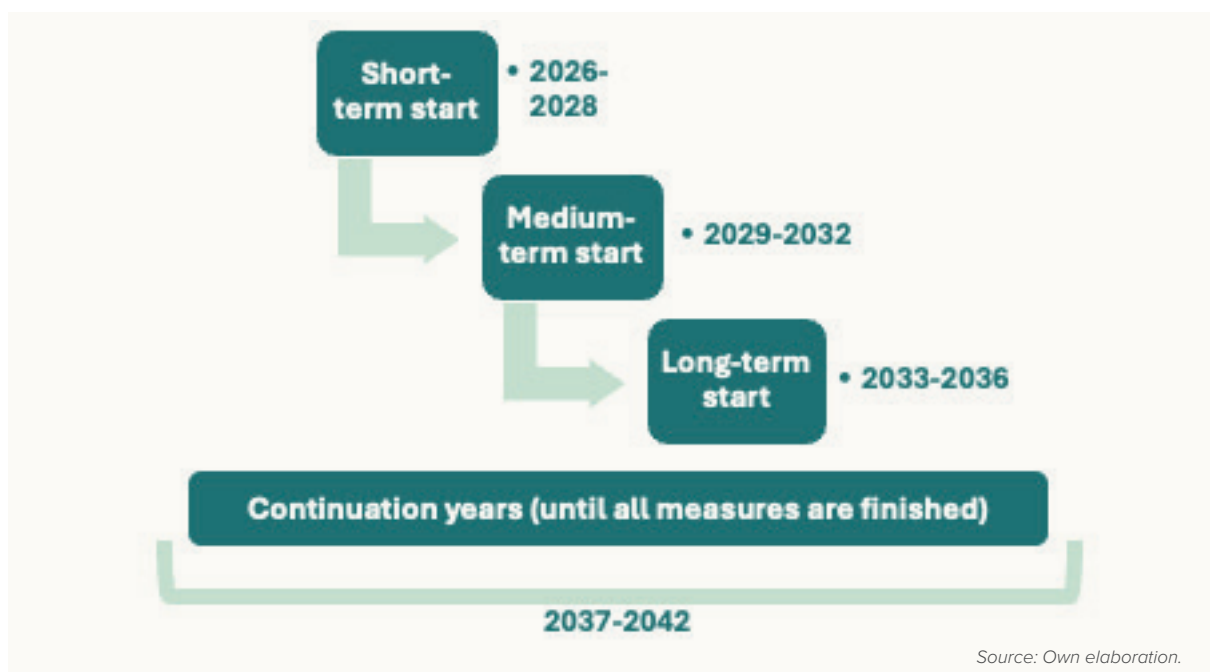 Short-
term start
• 2026-
2028
Medium-
term start
• 2029-2032
Long-term
start
• 2033-2036
Continuation years (until all measures are finished)
2037-2042
Source: Own elaboration.